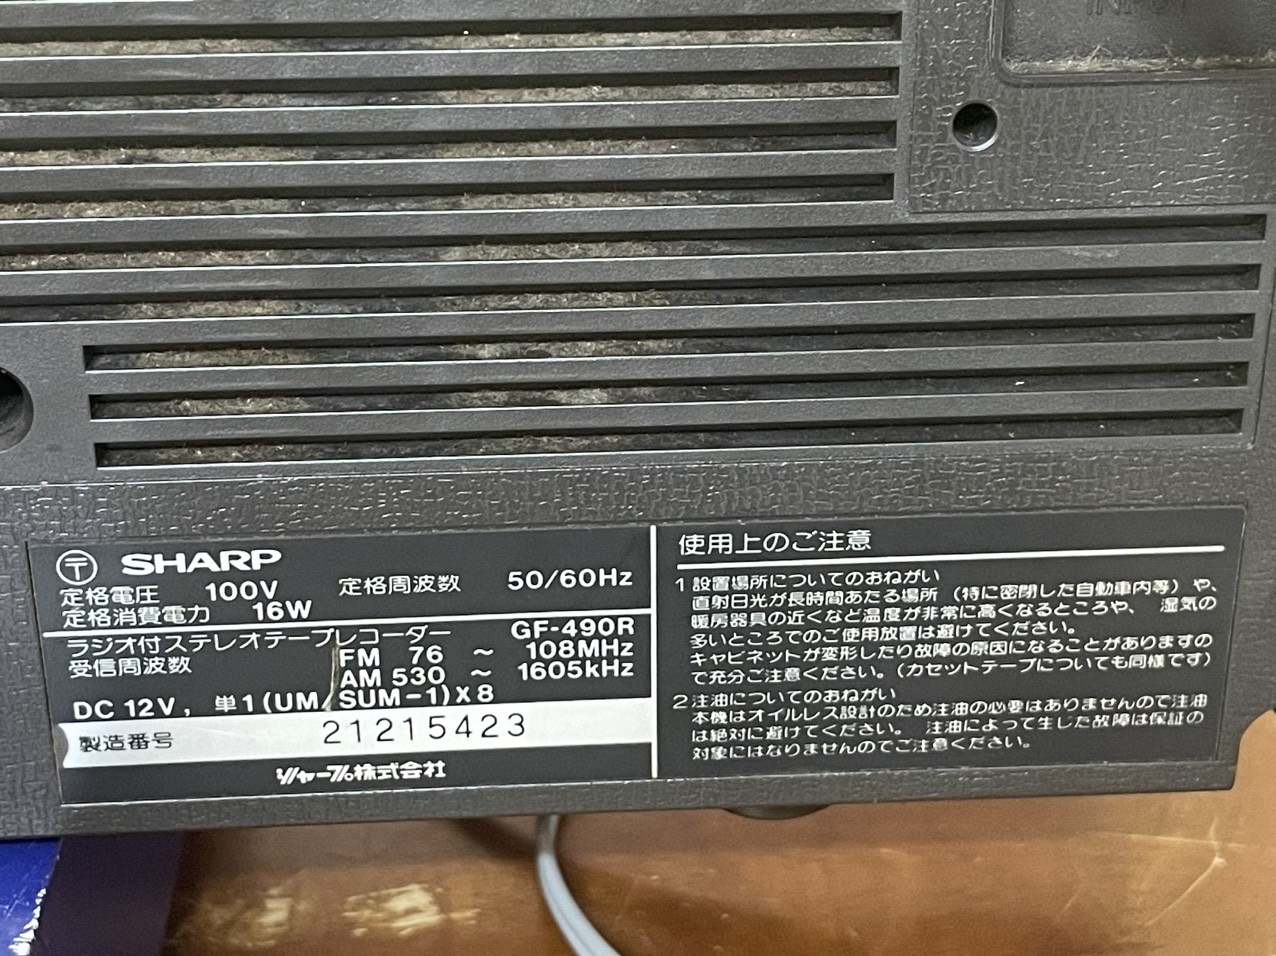 INPUT
〒 SHARP
定格電圧 100V 定格周波数 50/60Hz
定格消費電力 16W
ラジオ付ステレオテープレコーダー GF-490R
受信周波数 FM 76 ~ 108MHz
AM 530 ~ 1605kHz
DC 12V, 単1(UM/SUM-1)X8
製造番号 21215423
シャープ株式会社
使用上のご注意
1 設置場所についてのおねがい
直射日光が長時間あたる場所（特に密閉した自動車内等）や、
暖房器具の近くなど温度が非常に高くなるところや、湿気の
多いところでのご使用放置は避けてください。
キャビネットが変形したり故障の原因になることがありますの
で充分ご注意ください。（カセットテープについても同様です）
2 注油についてのおねがい
本機はオイルレス設計のため注油の必要はありませんので注油
は絶対に避けてください。注油によって生じた故障は保証の
対象にはなりませんのでご注意ください。